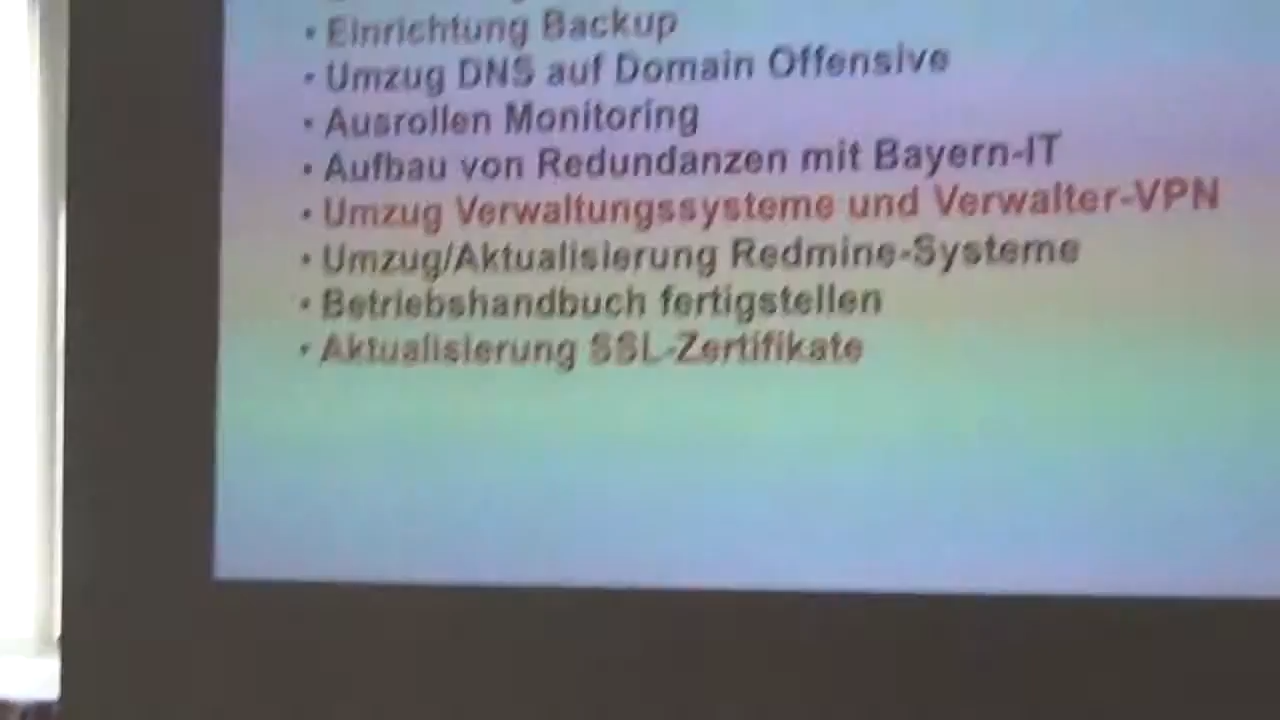 • Einrichtung Backup
• Umzug DNS auf Domain Offensive
• Ausrollen Monitoring
• Aufbau von Redundanzen mit Bayern-IT
• Umzug Verwaltungssysteme und Verwalter-VPN
• Umzug/Aktualisierung Redmine-Systeme
• Betriebshandbuch fertigstellen
• Aktualisierung SSL-Zertifikate